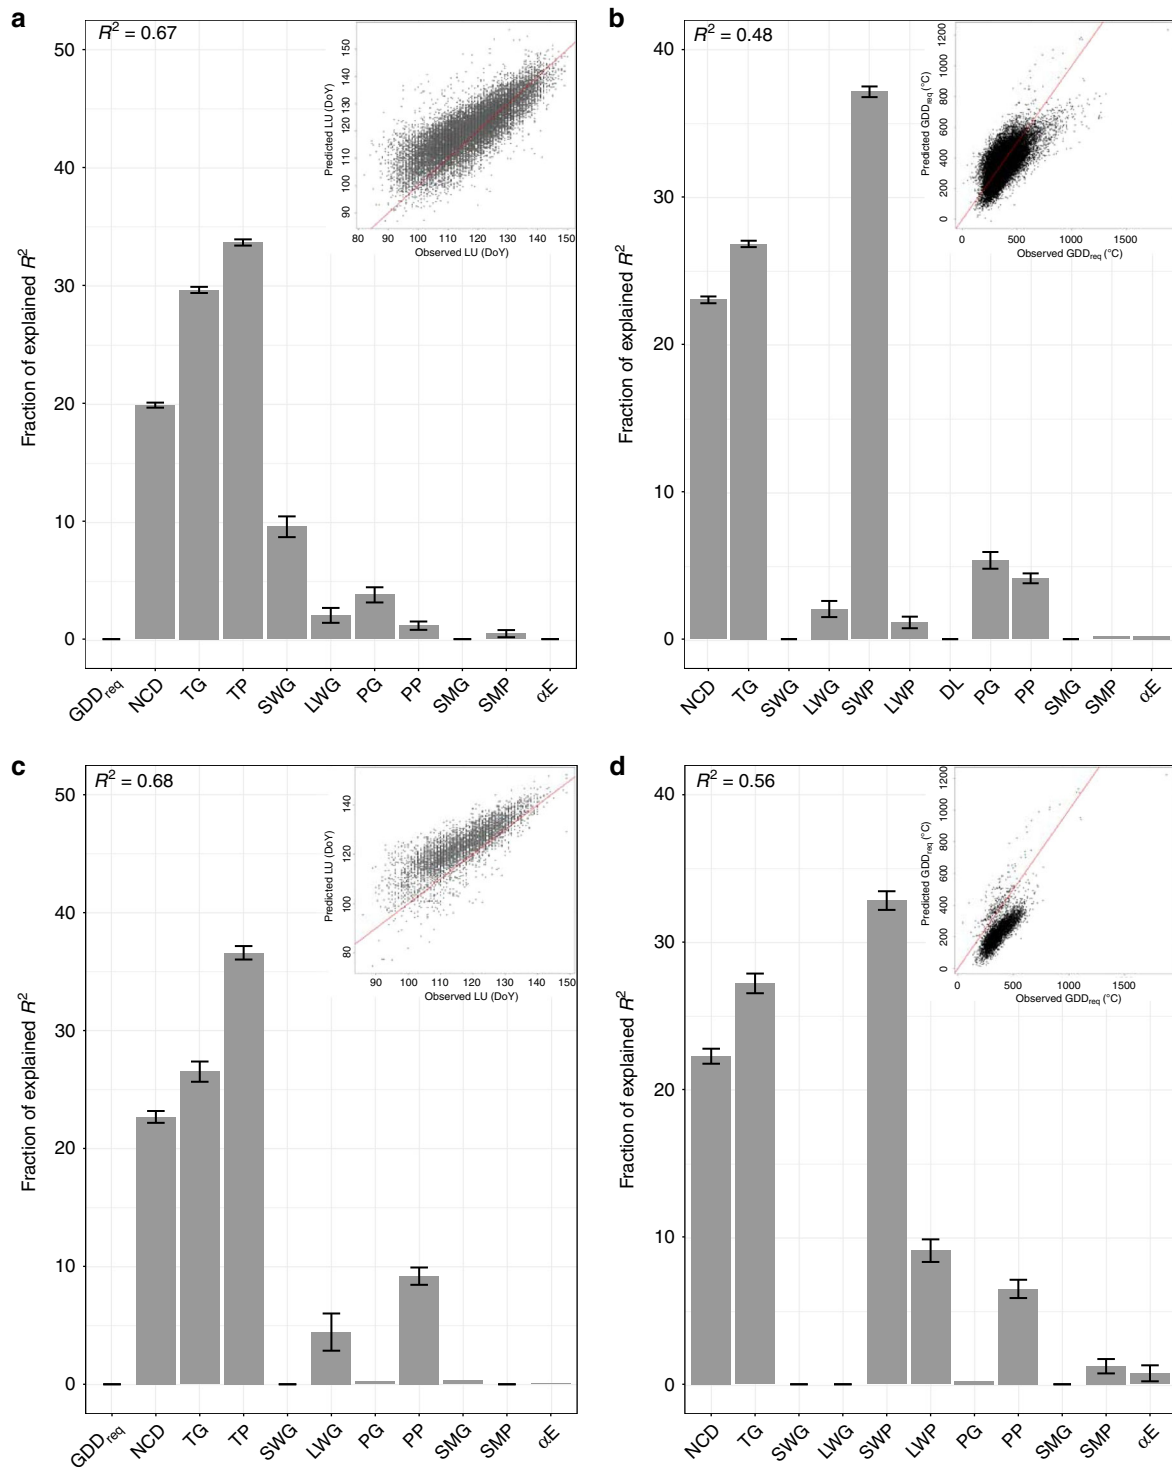 a
R² = 0.67
50
40
30
20
10
0
Fraction of explained R²
GDDreq NCD TG TP SWG LWG PG PP SMG SMP αE
Predicted LU (DoY)
150
140
130
120
110
100
90
80 90 100 110 120 130 140 150
Observed LU (DoY)
b
R² = 0.48
40
30
20
10
0
Fraction of explained R²
NCD TG SWG LWG SWP LWP DL PG PP SMG SMP αE
Predicted GDDreq (°C)
1200
1000
800
600
400
200
0
0 500 1000 1500
Observed GDDreq (°C)
c
R² = 0.68
50
40
30
20
10
0
Fraction of explained R²
GDDreq NCD TG TP SWG LWG PG PP SMG SMP αE
Predicted LU (DoY)
140
120
100
80
90 100 110 120 130 140 150
Observed LU (DoY)
d
R² = 0.56
40
30
20
10
0
Fraction of explained R²
NCD TG SWG LWG SWP LWP PG PP SMG SMP αE
Predicted GDDreq (°C)
1200
1000
800
600
400
200
0
0 500 1000 1500
Observed GDDreq (°C)